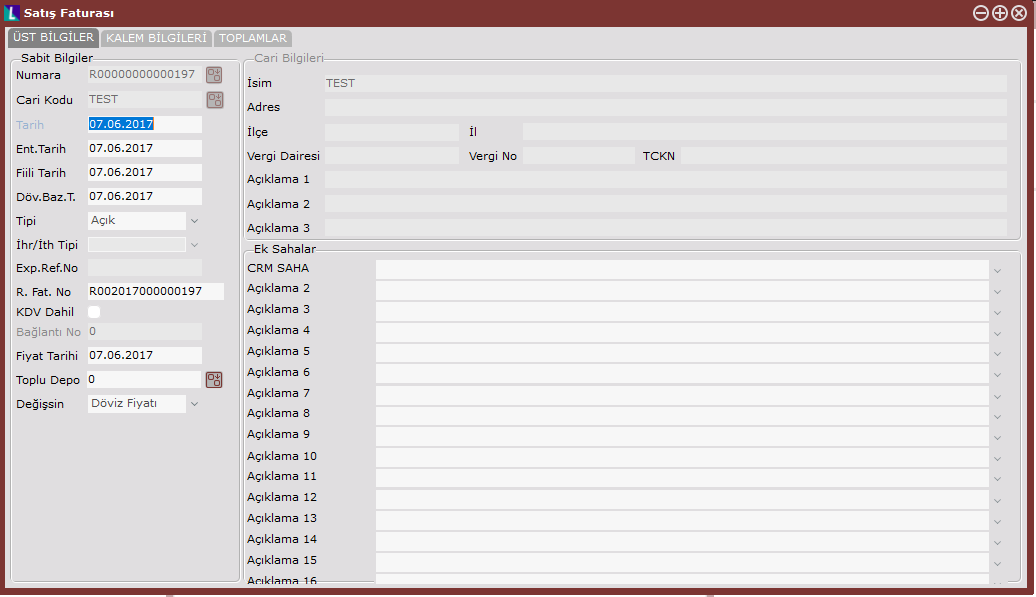 Satış Faturası
ÜST BİLGİLER KALEM BİLGİLERİ TOPLAMLAR
Sabit Bilgiler
Numara R00000000000197
Cari Kodu TEST
Tarih 07.06.2017
Ent.Tarih 07.06.2017
Fiili Tarih 07.06.2017
Döv.Baz.T. 07.06.2017
Tipi Açık
İhr/İth Tipi
Exp.Ref.No
R. Fat. No R002017000000197
KDV Dahil
Bağlantı No 0
Fiyat Tarihi 07.06.2017
Toplu Depo 0
Değişsin Döviz Fiyatı
Cari Bilgileri
İsim TEST
Adres
İlçe İl
Vergi Dairesi Vergi No TCKN
Açıklama 1
Açıklama 2
Açıklama 3
Ek Sahalar
CRM SAHA
Açıklama 2
Açıklama 3
Açıklama 4
Açıklama 5
Açıklama 6
Açıklama 7
Açıklama 8
Açıklama 9
Açıklama 10
Açıklama 11
Açıklama 12
Açıklama 13
Açıklama 14
Açıklama 15
Açıklama 16